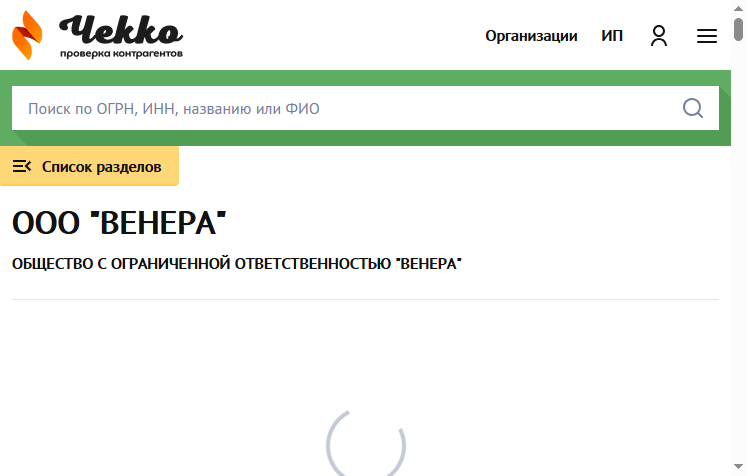 Чекко
проверка контрагентов
Организации ИП
Поиск по ОГРН, ИНН, названию или ФИО
Список разделов
ООО "ВЕНЕРА"
ОБЩЕСТВО С ОГРАНИЧЕННОЙ ОТВЕТСТВЕННОСТЬЮ "ВЕНЕРА"